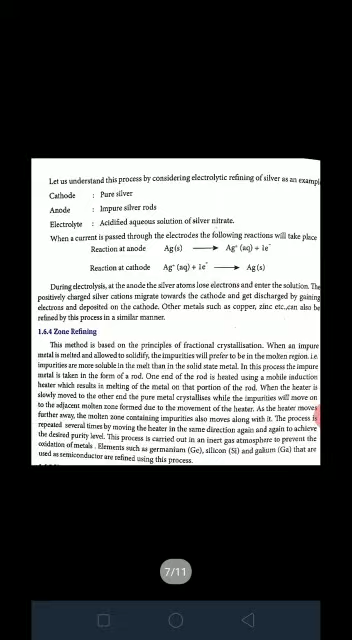 Let us understand this process by considering electrolytic refining of silver as an exampl
Cathode : Pure silver
Anode : Impure silver rods
Electrolyte : Acidified aqueous solution of silver nitrate.
When a current is passed through the electrodes the following reactions will take place
Reaction at anode Ag (s) ⟶ Ag⁺ (aq) + 1e⁻
Reaction at cathode Ag⁺ (aq) + 1e⁻ ⟶ Ag (s)
During electrolysis, at the anode the silver atoms lose electrons and enter the solution. The
positively charged silver cations migrate towards the cathode and get discharged by gaining
electrons and deposited on the cathode. Other metals such as copper, zinc etc.,can also be
refined by this process in a similar manner.
1.6.4 Zone Refining
This method is based on the principles of fractional crystallisation. When an impure
metal is melted and allowed to solidify, the impurities will prefer to be in the molten region. i.e
impurities are more soluble in the melt than in the solid state metal. In this process the impure
metal is taken in the form of a rod. One end of the rod is heated using a mobile induction
heater which results in melting of the metal on that portion of the rod. When the heater is
slowly moved to the other end the pure metal crystallises while the impurities will move on
to the adjacent molten zone formed due to the movement of the heater. As the heater moves
further away, the molten zone containing impurities also moves along with it. The process is
repeated several times by moving the heater in the same direction again and again to achieve
the desired purity level. This process is carried out in an inert gas atmosphere to prevent the
oxidation of metals . Elements such as germanium (Ge), silicon (Si) and galium (Ga) that are
used as semiconductor are refined using this process.
7/11